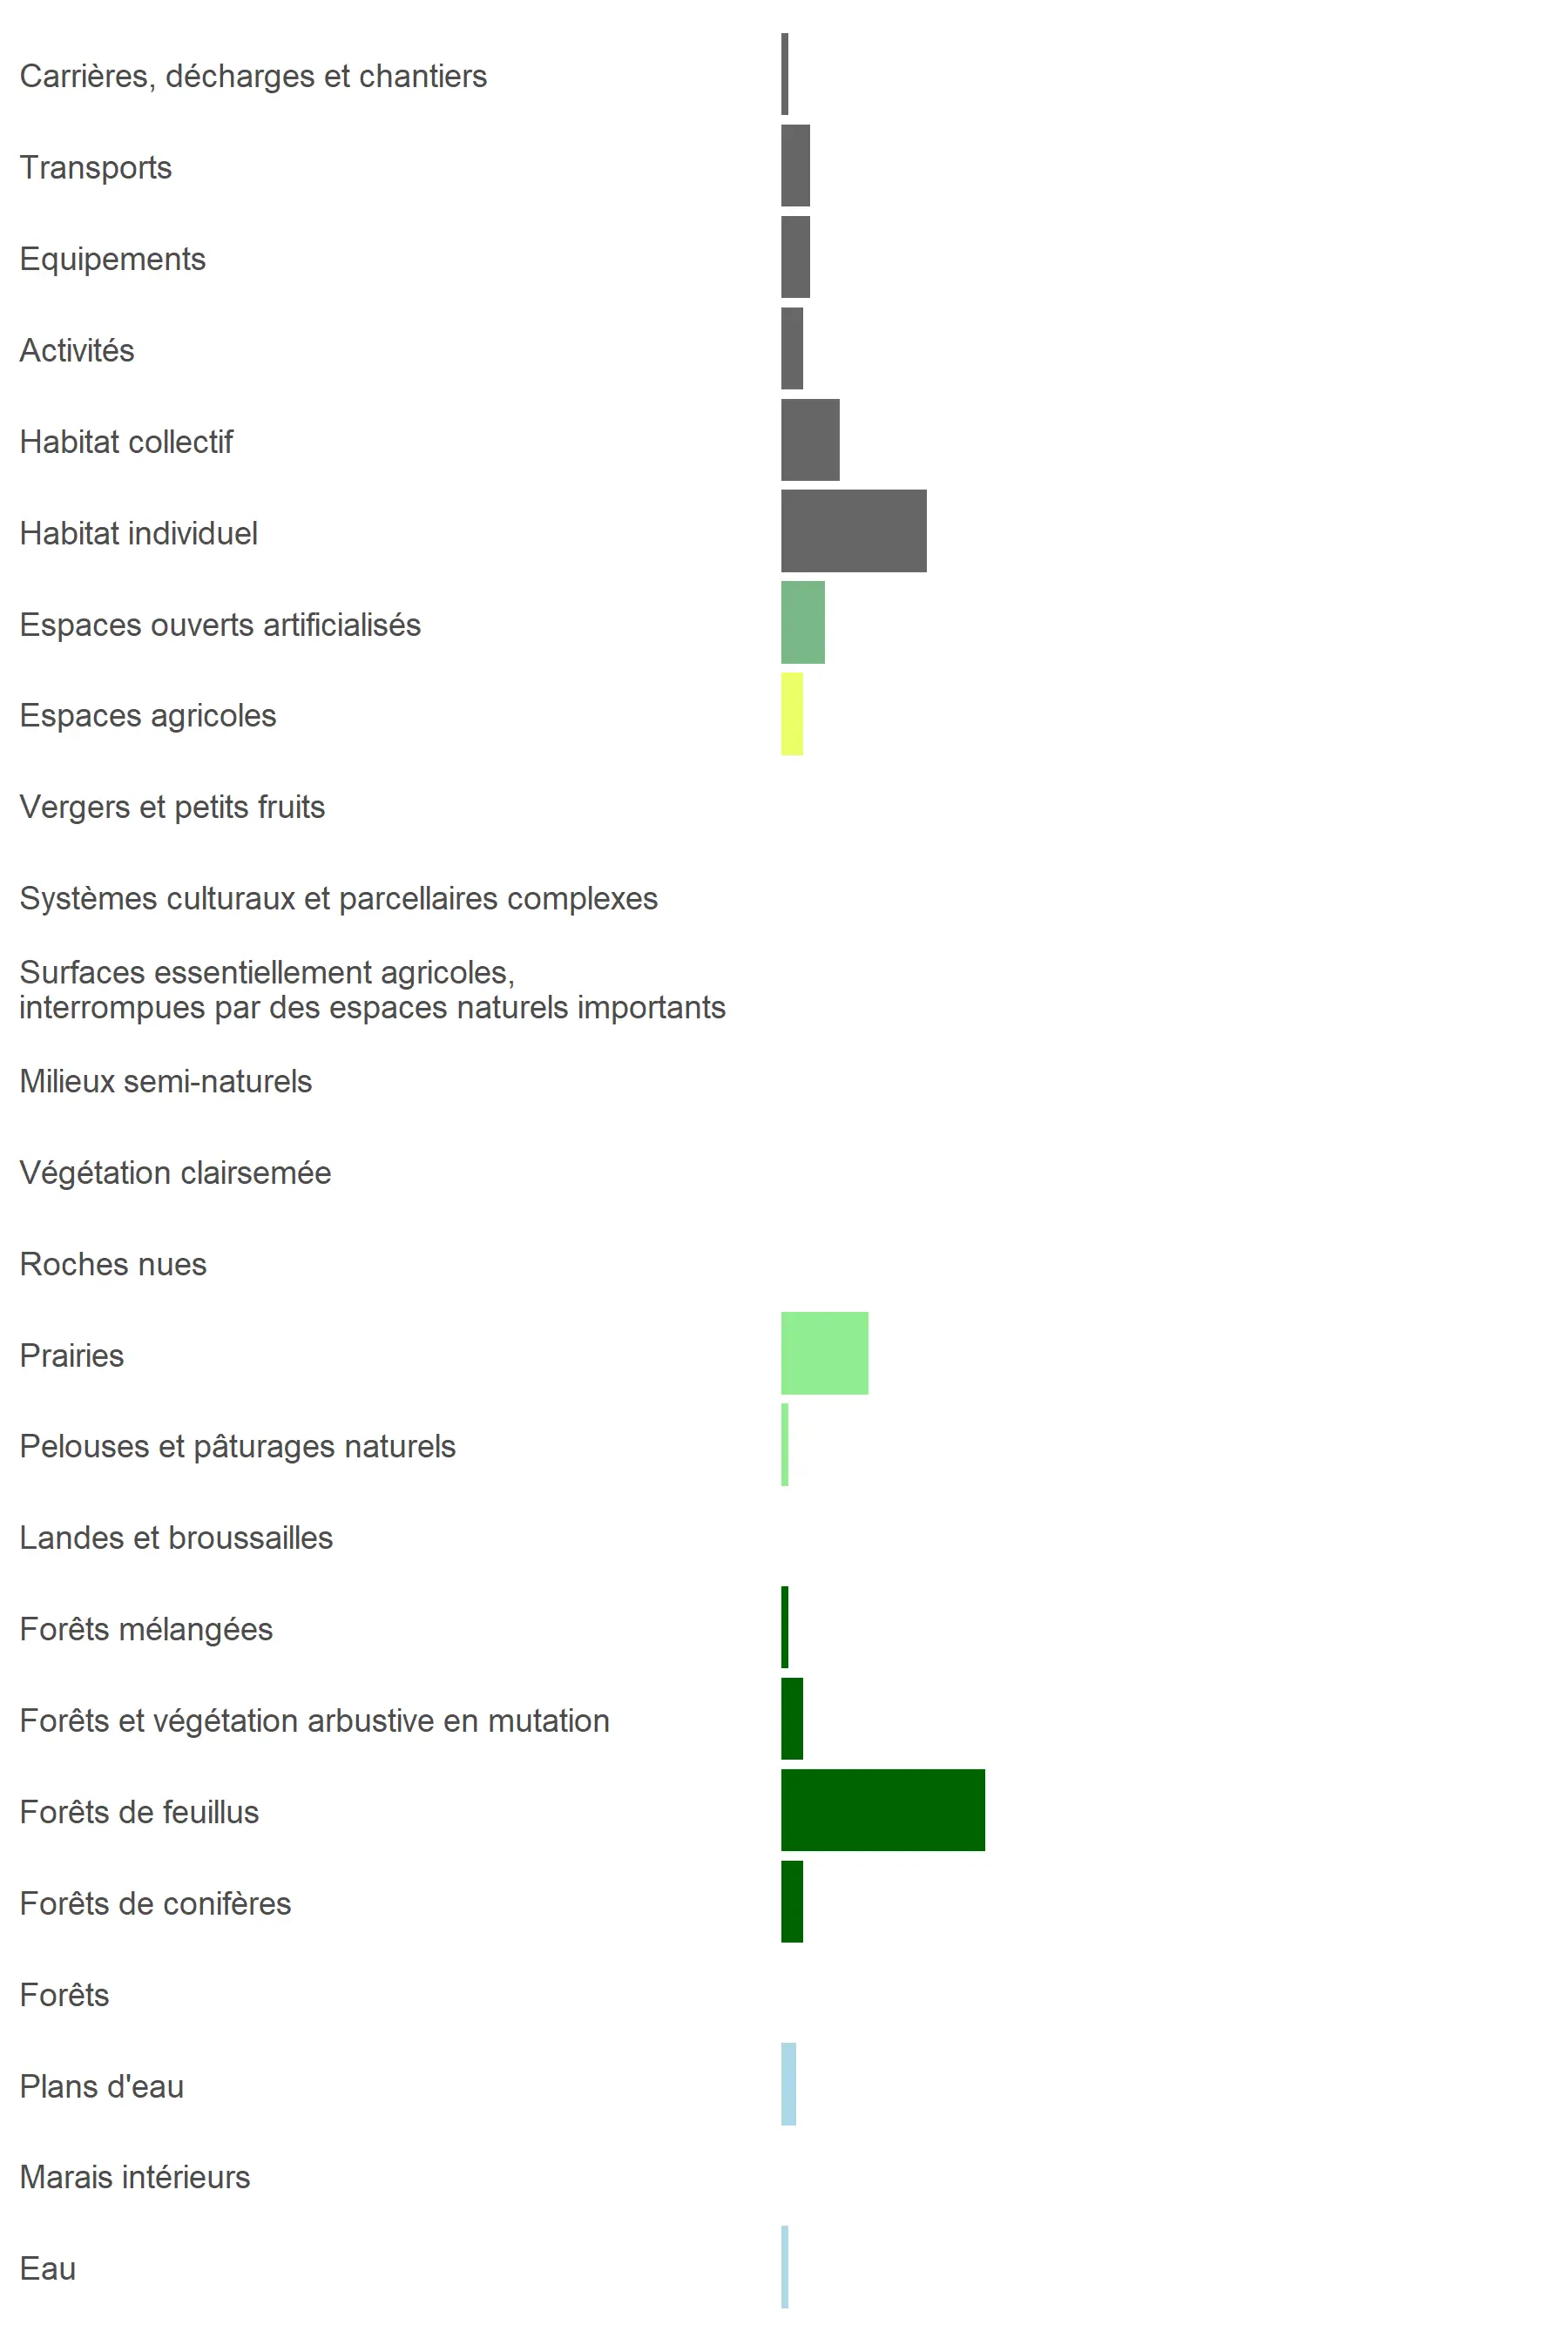 Carrières, décharges et chantiers
Transports
Equipements
Activités
Habitat collectif
Habitat individuel
Espaces ouverts artificialisés
Espaces agricoles
Vergers et petits fruits
Systèmes culturaux et parcellaires complexes
Surfaces essentiellement agricoles,
interrompues par des espaces naturels importants
Milieux semi-naturels
Végétation clairsemée
Roches nues
Prairies
Pelouses et pâturages naturels
Landes et broussailles
Forêts mélangées
Forêts et végétation arbustive en mutation
Forêts de feuillus
Forêts de conifères
Forêts
Plans d'eau
Marais intérieurs
Eau